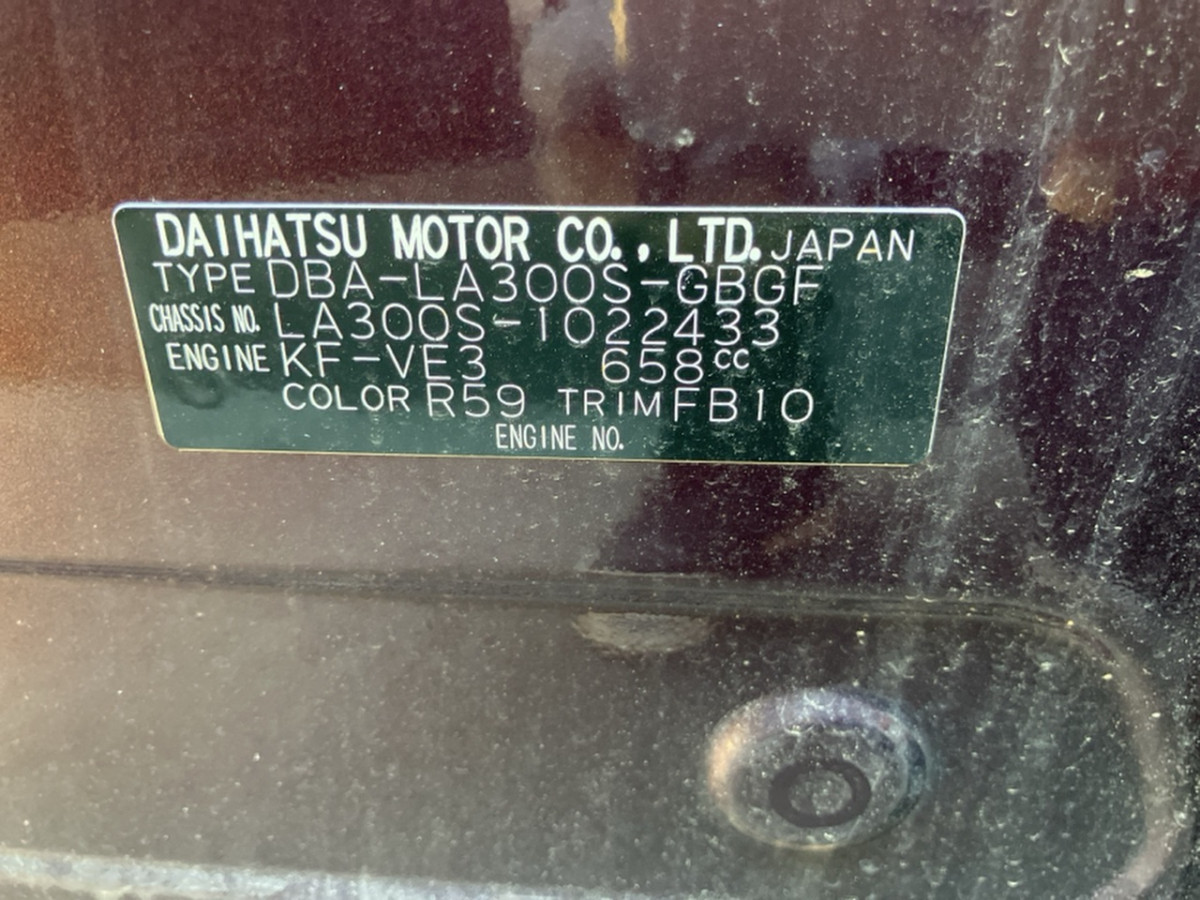 DAIHATSU MOTOR CO., LTD. JAPAN
TYPE DBA-LA300S-GBGF
CHASSIS NO. LA300S-1022433
ENGINE KF-VE3 658cc
COLOR R59 TRIM FB10
ENGINE NO.